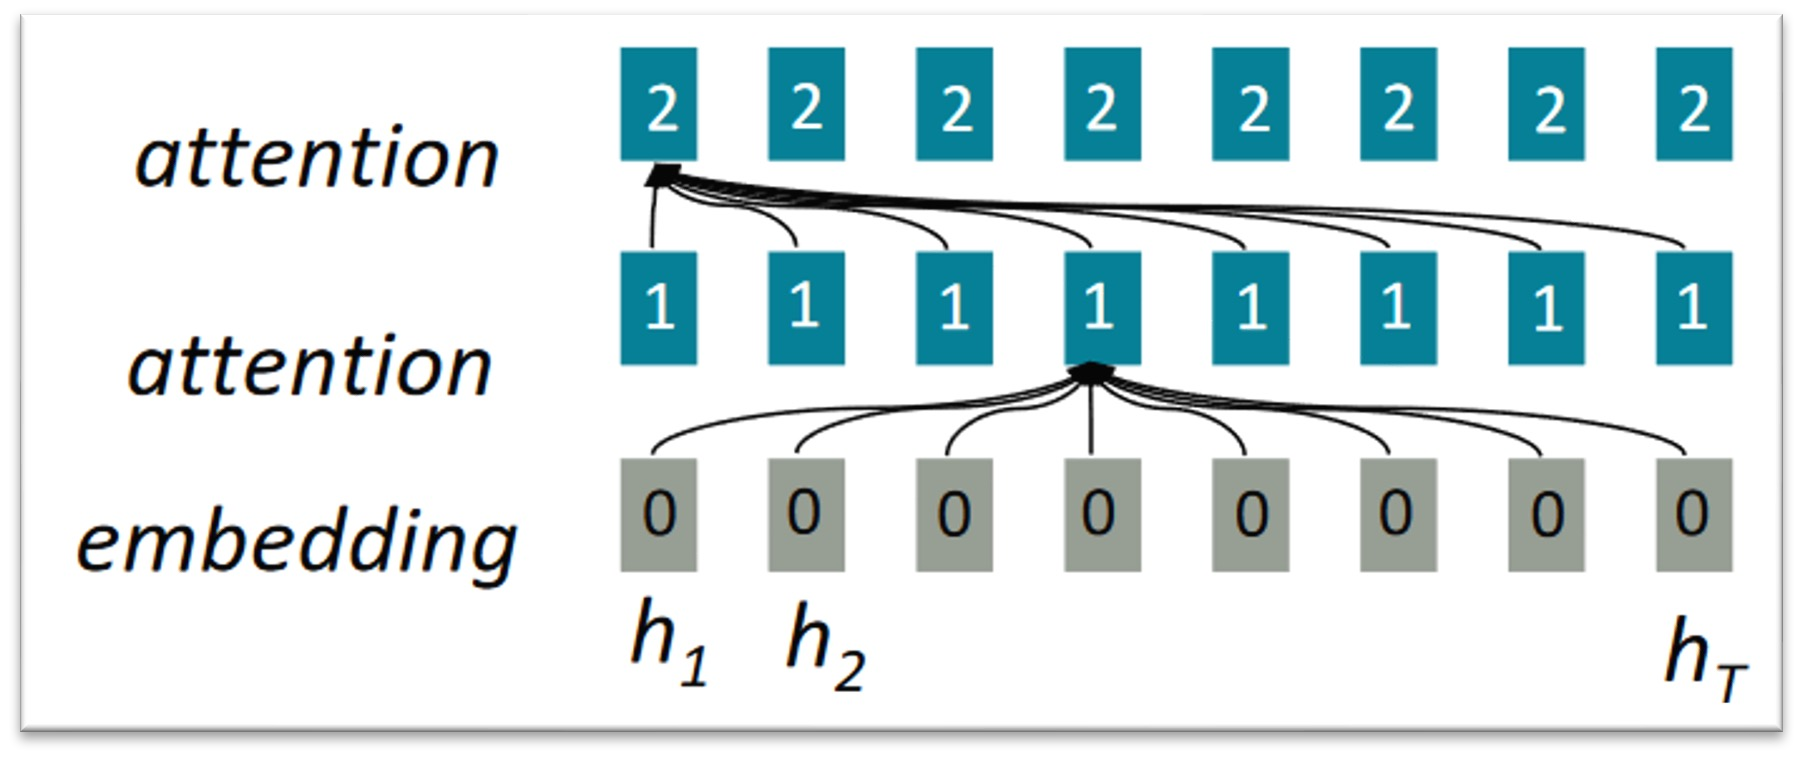 attention 2 2 2 2 2 2 2 2
attention 1 1 1 1 1 1 1 1
embedding 0 0 0 0 0 0 0 0
h1 h2 hT